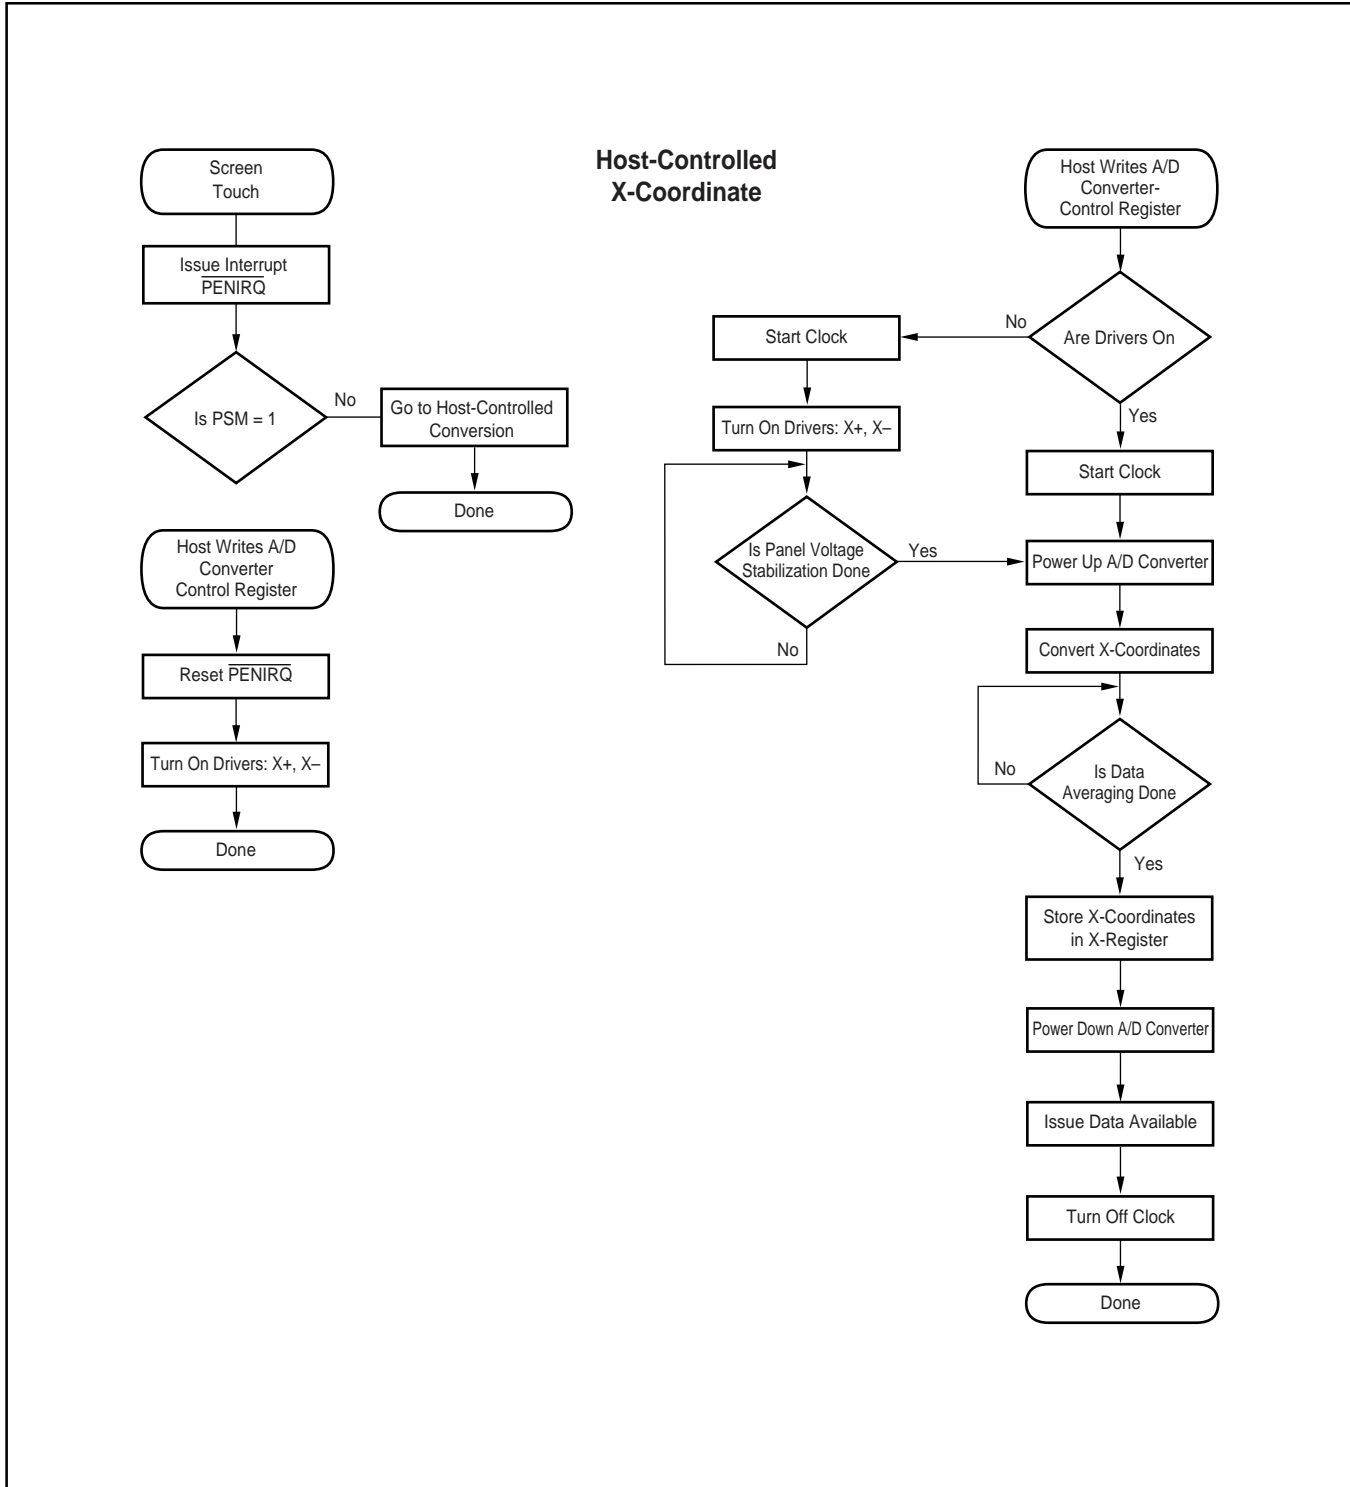 Host-Controlled
X-Coordinate
Screen
Touch
Issue Interrupt
PENIRQ
Is PSM = 1
No
Go to Host-Controlled
Conversion
Done
Host Writes A/D
Converter
Control Register
Reset PENIRQ
Turn On Drivers: X+, X–
Done
Host Writes A/D
Converter-
Control Register
Are Drivers On
No
Start Clock
Turn On Drivers: X+, X–
Is Panel Voltage
Stabilization Done
Yes
No
Yes
Start Clock
Power Up A/D Converter
Convert X-Coordinates
Is Data
Averaging Done
No
Yes
Store X-Coordinates
in X-Register
Power Down A/D Converter
Issue Data Available
Turn Off Clock
Done